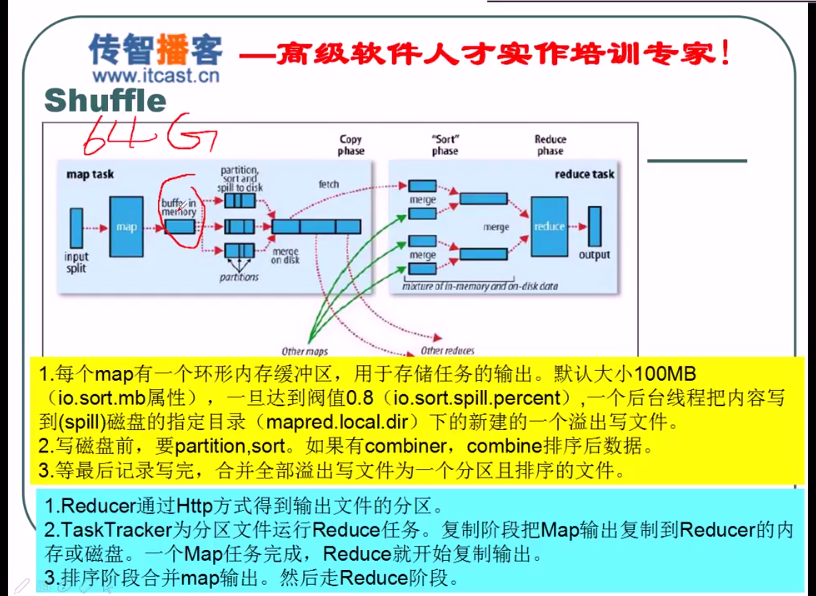 传智播客
—高级软件人才实作培训专家!
www.itcast.cn
Shuffle
64G
Copy
phase
"Sort"
phase
Reduce
phase
map task
partition,
sort and
spill to disk
fetch
reduce task
buffer in
memory
map
input
split
merge
on disk
partitions
merge
merge
merge
reduce
output
mixture of in-memory and on-disk data
Other maps
Other reduces
1.每个map有一个环形内存缓冲区，用于存储任务的输出。默认大小100MB
（io.sort.mb属性），一旦达到阀值0.8（io.sort.spill.percent）,一个后台线程把内容写
到(spill)磁盘的指定目录（mapred.local.dir）下的新建的一个溢出写文件。
2.写磁盘前，要partition,sort。如果有combiner，combine排序后数据。
3.等最后记录写完，合并全部溢出写文件为一个分区且排序的文件。
1.Reducer通过Http方式得到输出文件的分区。
2.TaskTracker为分区文件运行Reduce任务。复制阶段把Map输出复制到Reducer的内
存或磁盘。一个Map任务完成，Reduce就开始复制输出。
3.排序阶段合并map输出。然后走Reduce阶段。